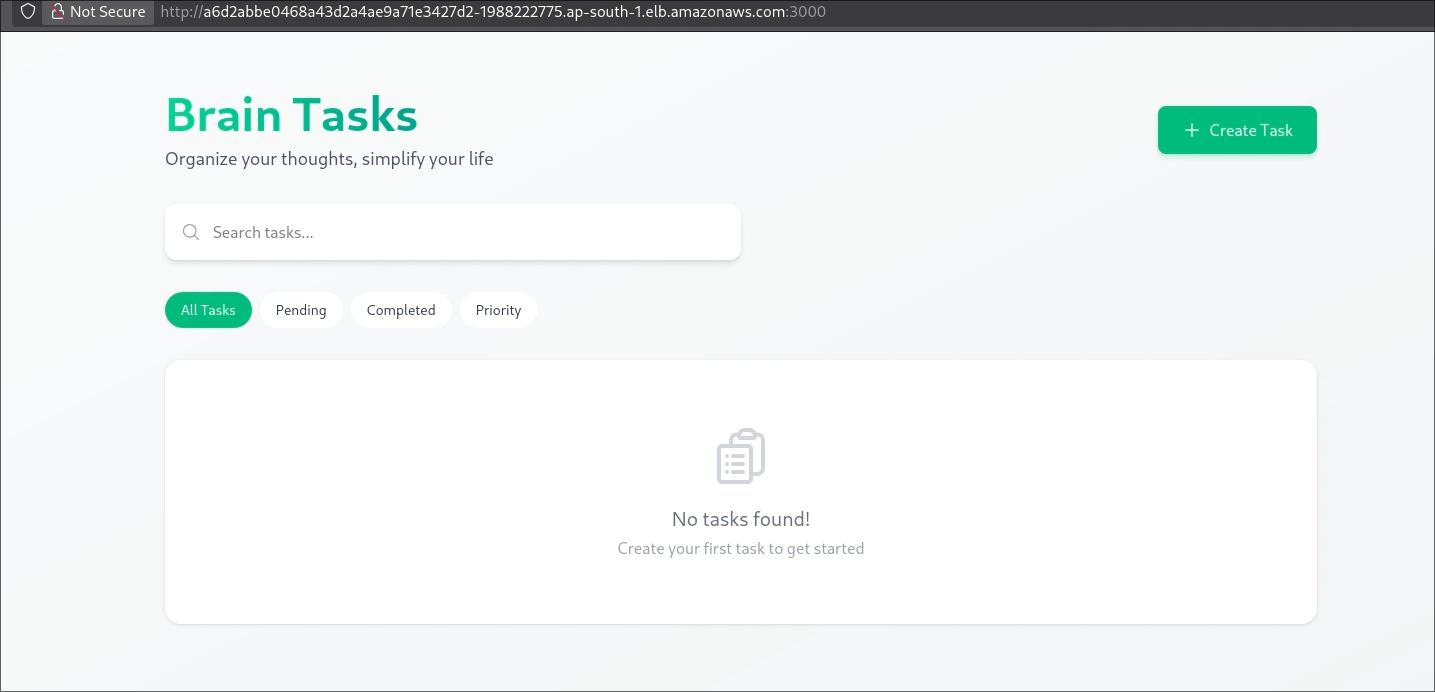 Not Secure http://a6d2abbe0468a43d2a4ae9a71e3427d2-1988222775.ap-south-1.elb.amazonaws.com:3000
Brain Tasks
Organize your thoughts, simplify your life
Create Task
Search tasks...
All Tasks Pending Completed Priority
No tasks found!
Create your first task to get started